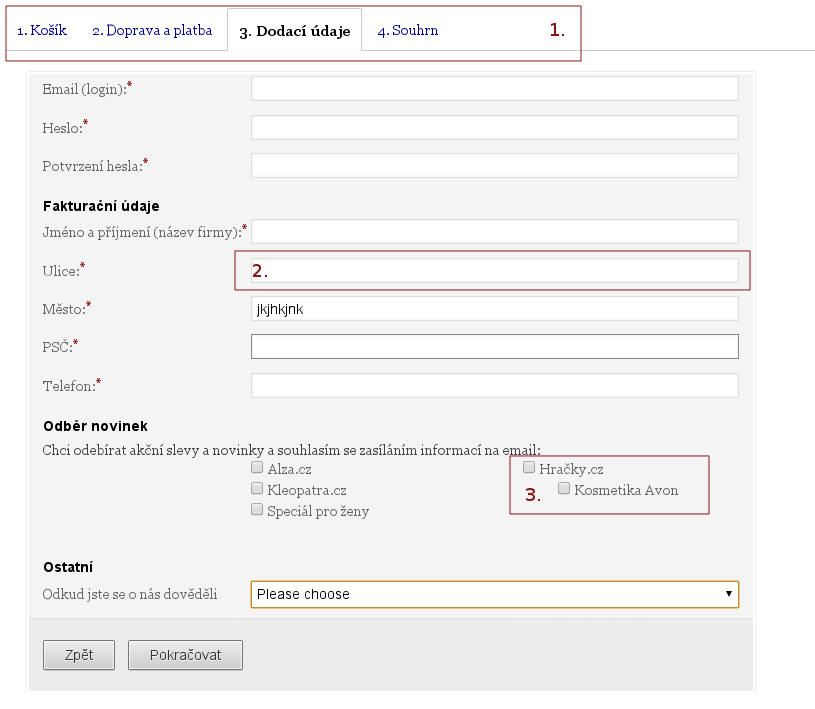 1. Košík 2. Doprava a platba 3. Dodací údaje 4. Souhrn 1.
Email (login):*
Heslo:*
Potvrzení hesla:*
Fakturační údaje
Jméno a příjmení (název firmy):*
Ulice:* 2.
Město:* jkjhkjnk
PSČ:*
Telefon:*
Odběr novinek
Chci odebírat akční slevy a novinky a souhlasím se zasíláním informací na email:
Alza.cz Hračky.cz
Kleopatra.cz 3. Kosmetika Avon
Speciál pro ženy
Ostatní
Odkud jste se o nás dověděli Please choose
Zpět Pokračovat